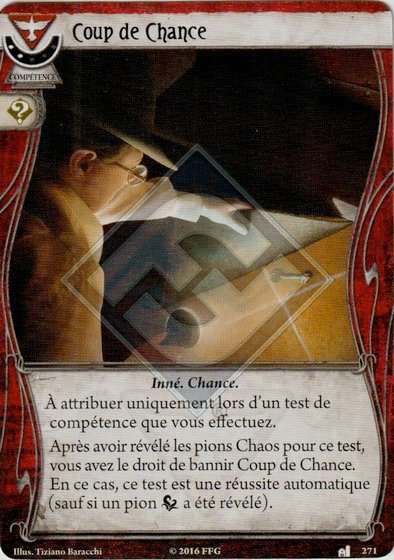 Coup de Chance
COMPÉTENCE
?
Inné. Chance.
À attribuer uniquement lors d'un test de
compétence que vous effectuez.
Après avoir révélé les pions Chaos pour ce test,
vous avez le droit de bannir Coup de Chance.
En ce cas, ce test est une réussite automatique
(sauf si un pion a été révélé).
Illus. Tiziano Baracchi
© 2016 FFG
271